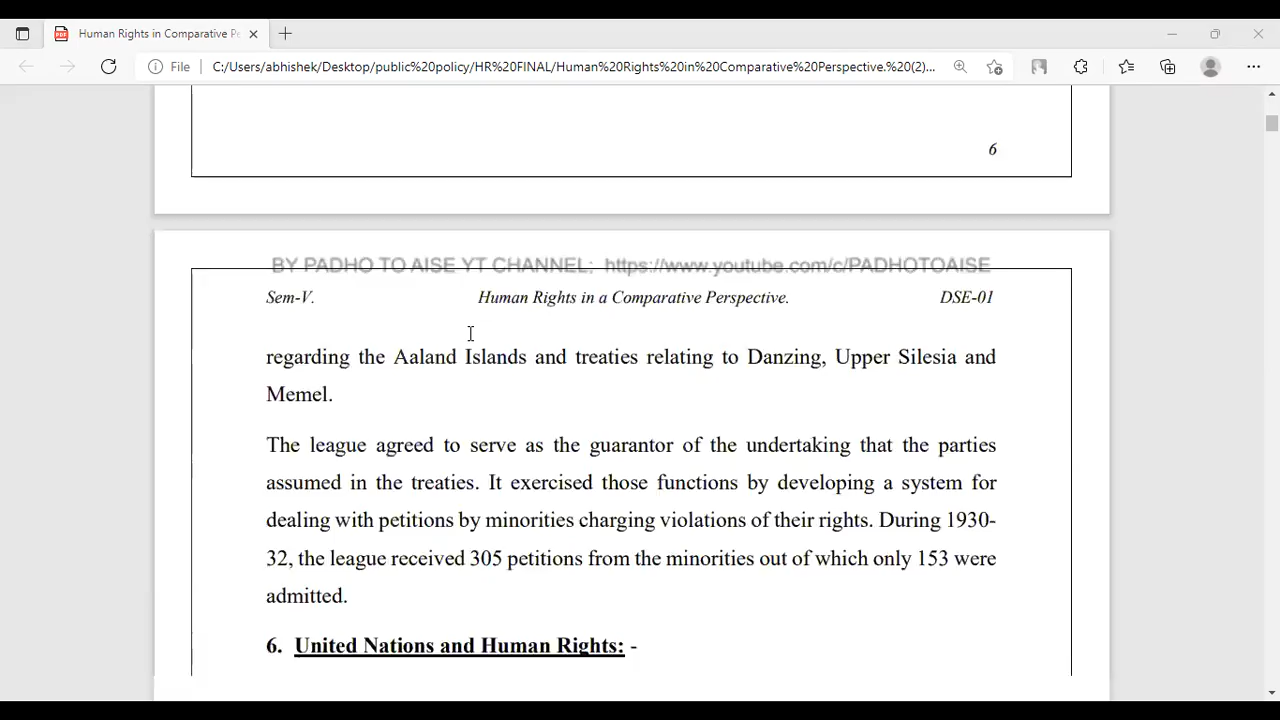 Human Rights in Comparative Pe
File
C:/Users/abhishek/Desktop/public%20policy/HR%20FINAL/Human%20Rights%20in%20Comparative%20Perspective.%20(2)...
6
BY PADHO TO AISE YT CHANNEL; https://www.youtube.com/c/PADHOTOAISE
Sem-V. Human Rights in a Comparative Perspective. DSE-01
regarding the Aaland Islands and treaties relating to Danzing, Upper Silesia and
Memel.
The league agreed to serve as the guarantor of the undertaking that the parties
assumed in the treaties. It exercised those functions by developing a system for
dealing with petitions by minorities charging violations of their rights. During 1930-
32, the league received 305 petitions from the minorities out of which only 153 were
admitted.
6. United Nations and Human Rights: -